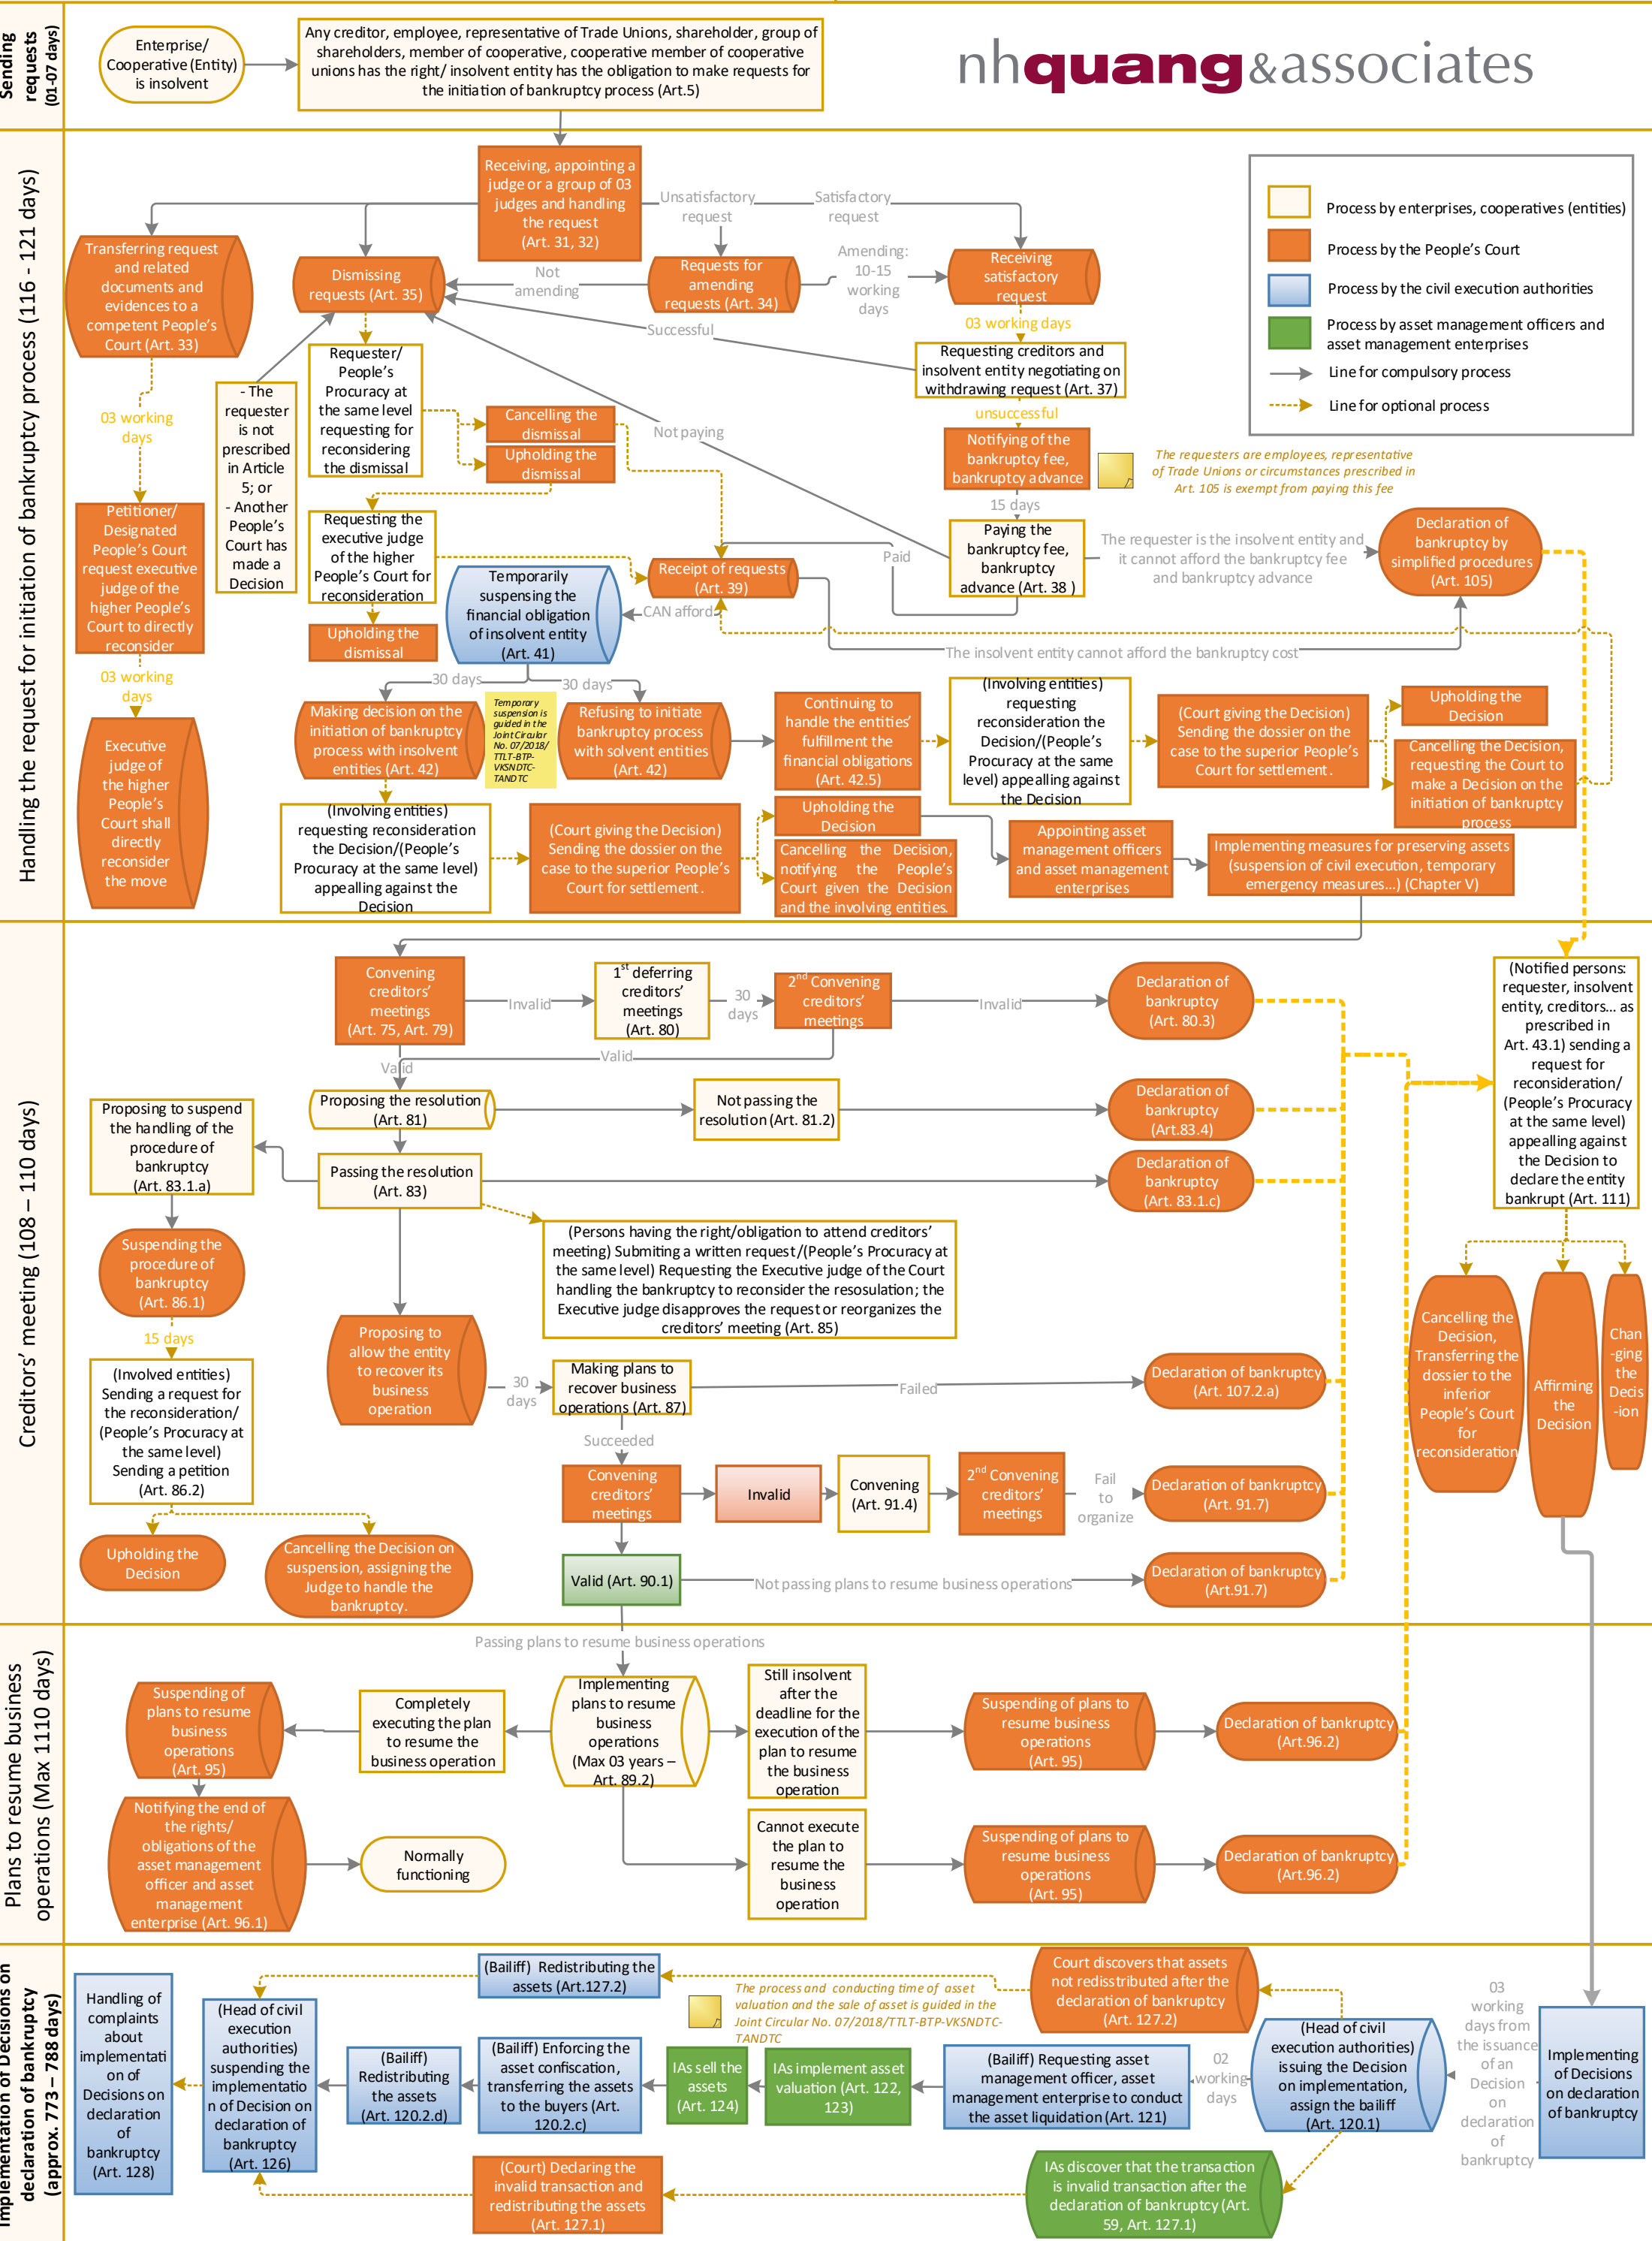 Sending
requests
(01-07 days)
Enterprise/
Cooperative (Entity)
is insolvent
Any creditor, employee, representative of Trade Unions, shareholder, group of
shareholders, member of cooperative, cooperative member of cooperative
unions has the right/ insolvent entity has the obligation to make requests for
the initiation of bankruptcy process (Art.5)
nhquang&associates
Handling the request for initiation of bankruptcy process (116 - 121 days)
Receiving, appointing a
judge or a group of 03
judges and handling
the request
(Art. 31, 32)
Unsatisfactory
request
Satisfactory
request
Process by enterprises, cooperatives (entities)
Process by the People's Court
Process by the civil execution authorities
Process by asset management officers and
asset management enterprises
Line for compulsory process
Line for optional process
Transferring request
and related
documents and
evidences to a
competent People's
Court (Art. 33)
Dismissing
requests (Art. 35)
Not
amending
Requests for
amending
requests (Art. 34)
Amending:
10-15
working
days
Receiving
satisfactory
request
03 working days
Successful
Requesting creditors and
insolvent entity negotiating on
withdrawing request (Art. 37)
unsuccessful
Requester/
People's
Procuracy at
the same level
requesting for
reconsidering
the dismissal
- The
requester
is not
prescribed
in Article
5; or
- Another
People's
Court has
made a
Decision
03 working
days
Cancelling the
dismissal
Upholding the
dismissal
Not paying
Notifying of the
bankruptcy fee,
bankruptcy advance
The requesters are employees, representative
of Trade Unions or circumstances prescribed in
Art. 105 is exempt from paying this fee
15 days
Petitioner/
Designated
People's Court
request executive
judge of the
higher People's
Court to directly
reconsider
Requesting the
executive judge
of the higher
People's Court for
reconsideration
Upholding the
dismissal
Temporarily
suspensing the
financial obligation
of insolvent entity
(Art. 41)
Receipt of requests
(Art. 39)
CAN afford
Paid
Paying the
bankruptcy fee,
bankruptcy
advance (Art. 38 )
The requester is the insolvent entity and
it cannot afford the bankruptcy fee
and bankruptcy advance
Declaration of
bankruptcy by
simplified procedures
(Art. 105)
The insolvent entity cannot afford the bankruptcy cost
03 working
days
Executive
judge of
the higher
People's
Court shall
directly
reconsider
the move
30 days
30 days
Making decision on the
initiation of bankruptcy
process with insolvent
entities (Art. 42)
Temporary
suspension is
guided in the
Joint Circular
No. 07/2018/
TTLT-BTP-
VKSNDTC-
TANDTC
Refusing to initiate
bankruptcy process
with solvent entities
(Art. 42)
Continuing to
handle the entities'
fulfillment the
financial obligations
(Art. 42.5)
(Involving entities)
requesting
reconsideration the
Decision/(People's
Procuracy at the same
level) appealling against
the Decision
(Court giving the Decision)
Sending the dossier on the
case to the superior People's
Court for settlement.
Upholding the
Decision
Cancelling the Decision,
requesting the Court to
make a Decision on the
initiation of bankruptcy
process
(Involving entities)
requesting reconsideration
the Decision/(People's
Procuracy at the same level)
appealling against the
Decision
(Court giving the Decision)
Sending the dossier on the
case to the superior People's
Court for settlement.
Upholding the
Decision
Cancelling the Decision,
notifying the People's
Court given the Decision
and the involving entities.
Appointing asset
management officers
and asset management
enterprises
Implementing measures for preserving assets
(suspension of civil execution, temporary
emergency measures...) (Chapter V)
Creditors' meeting (108 – 110 days)
Convening
creditors'
meetings
(Art. 75, Art. 79)
Invalid
1st deferring
creditors'
meetings
(Art. 80)
30
days
2nd Convening
creditors'
meetings
Invalid
Declaration of
bankruptcy
(Art. 80.3)
Valid
Valid
Proposing the resolution
(Art. 81)
Not passing the
resolution (Art. 81.2)
Declaration of
bankruptcy
(Art.83.4)
Passing the resolution
(Art. 83)
Declaration of
bankruptcy
(Art. 83.1.c)
(Notified persons:
requester, insolvent
entity, creditors... as
prescribed in
Art. 43.1) sending a
request for
reconsideration/
(People's Procuracy
at the same level)
appealling against
the Decision to
declare the entity
bankrupt (Art. 111)
Proposing to suspend
the handling of the
procedure of
bankruptcy
(Art. 83.1.a)
Suspending the
procedure of
bankruptcy
(Art. 86.1)
15 days
(Involved entities)
Sending a request for
the reconsideration/
(People's Procuracy at
the same level)
Sending a petition
(Art. 86.2)
Upholding the
Decision
Cancelling the Decision on
suspension, assigning the
Judge to handle the
bankruptcy.
(Persons having the right/obligation to attend creditors'
meeting) Submiting a written request/(People's Procuracy at
the same level) Requesting the Executive judge of the Court
handling the bankruptcy to reconsider the resosulation; the
Executive judge disapproves the request or reorganizes the
creditors' meeting (Art. 85)
Proposing to
allow the entity
to recover its
business
operation
30
days
Making plans to
recover business
operations (Art. 87)
Failed
Declaration of bankruptcy
(Art. 107.2.a)
Succeeded
Convening
creditors'
meetings
Invalid
Convening
(Art. 91.4)
2nd Convening
creditors'
meetings
Fail
to
organize
Declaration of bankruptcy
(Art. 91.7)
Valid (Art. 90.1)
Not passing plans to resume business operations
Declaration of bankruptcy
(Art.91.7)
Cancelling the
Decision,
Transferring the
dossier to the
inferior
People's Court
for
reconsideration
Affirming
the
Decision
Chan
-ging
the
Decis
-ion
Plans to resume business
operations (Max 1110 days)
Passing plans to resume business operations
Suspending of
plans to resume
business
operations
(Art. 95)
Completely
executing the plan
to resume the
business operation
Implementing
plans to resume
business
operations
(Max 03 years –
Art. 89.2)
Still insolvent
after the
deadline for the
execution of the
plan to resume
the business
operation
Suspending of plans to
resume business
operations
(Art. 95)
Declaration of bankruptcy
(Art.96.2)
Notifying the end of
the rights/
obligations of the
asset management
officer and asset
management
enterprise (Art. 96.1)
Normally
functioning
Cannot execute
the plan to
resume the
business
operation
Suspending of plans to
resume business
operations
(Art. 95)
Declaration of bankruptcy
(Art.96.2)
Implementation of Decisions on
declaration of bankruptcy
(approx. 773 – 788 days)
Handling of
complaints
about
implementati
on of
Decisions on
declaration
of
bankruptcy
(Art. 128)
(Head of civil
execution
authorities)
suspending the
implementatio
n of Decision on
declaration of
bankruptcy
(Art. 126)
(Bailiff) Redistributing the
assets (Art.127.2)
The process and conducting time of asset
valuation and the sale of asset is guided in the
Joint Circular No. 07/2018/TTLT-BTP-VKSNDTC-
TANDTC
Court discovers that assets
not redisstributed after the
declaration of bankruptcy
(Art. 127.2)
(Bailiff)
Redistributing
the assets
(Art. 120.2.d)
(Bailiff) Enforcing the
asset confiscation,
transferring the assets
to the buyers (Art.
120.2.c)
IAs sell the
assets
(Art. 124)
IAs implement asset
valuation (Art. 122,
123)
(Bailiff) Requesting asset
management officer, asset
management enterprise to conduct
the asset liquidation (Art. 121)
02
working
days
(Head of civil
execution authorities)
issuing the Decision
on implementation,
assign the bailiff
(Art. 120.1)
03
working
days from
the issuance
of an
Decision
on
declaration
of
bankruptcy
Implementing
of Decisions
on declaration
of bankruptcy
(Court) Declaring the
invalid transaction and
redistributing the assets
(Art. 127.1)
IAs discover that the transaction
is invalid transaction after the
declaration of bankruptcy (Art.
59, Art. 127.1)